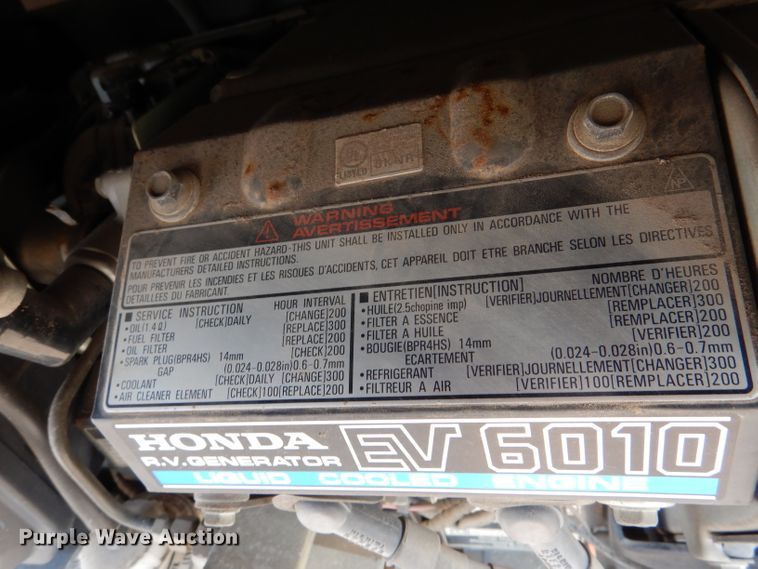 UL
LISTED
WARNING
AVERTISSEMENT
TO PREVENT FIRE OR ACCIDENT HAZARD-THIS UNIT SHALL BE INSTALLED ONLY IN ACCORDANCE WITH THE
MANUFACTURERS DETAILED INSTRUCTIONS.
POUR PREVENIR LES INCENDIES ET LES RISQUES D'ACCIDENTS, CET APPAREIL DOIT ETRE BRANCHE SELON LES DIRECTIVES
DETAILLEES DU FABRICANT
■ SERVICE INSTRUCTION HOUR INTERVAL
•OIL(1.4ℓ) [CHECK]DAILY [CHANGE]200
•FUEL FILTER [REPLACE]300
•OIL FILTER [REPLACE]200
•SPARK PLUG(BPR4HS) 14mm [CHECK]200
GAP (0.024-0.028in)0.6-0.7mm
•COOLANT [CHECK]DAILY [CHANGE]300
•AIR CLEANER ELEMENT [CHECK]100[REPLACE]200
■ ENTRETIEN[INSTRUCTION] NOMBRE D'HEURES
•HUILE(2.5chopine imp) [VERIFIER]JOURNELLEMENT[CHANGER]200
•FILTER A ESSENCE [REMPLACER]300
•FILTER A HUILE [REMPLACER]200
•BOUGIE(BPR4HS) 14mm [VERIFIER]200
ECARTEMENT (0.024-0.028in)0.6-0.7mm
•REFRIGERANT [VERIFIER]JOURNELLEMENT[CHANGER]300
•FILTREUR A AIR [VERIFIER]100[REMPLACER]200
HONDA EV 6010
R.V.GENERATOR
LIQUID COOLED ENGINE
Purple Wave Auction